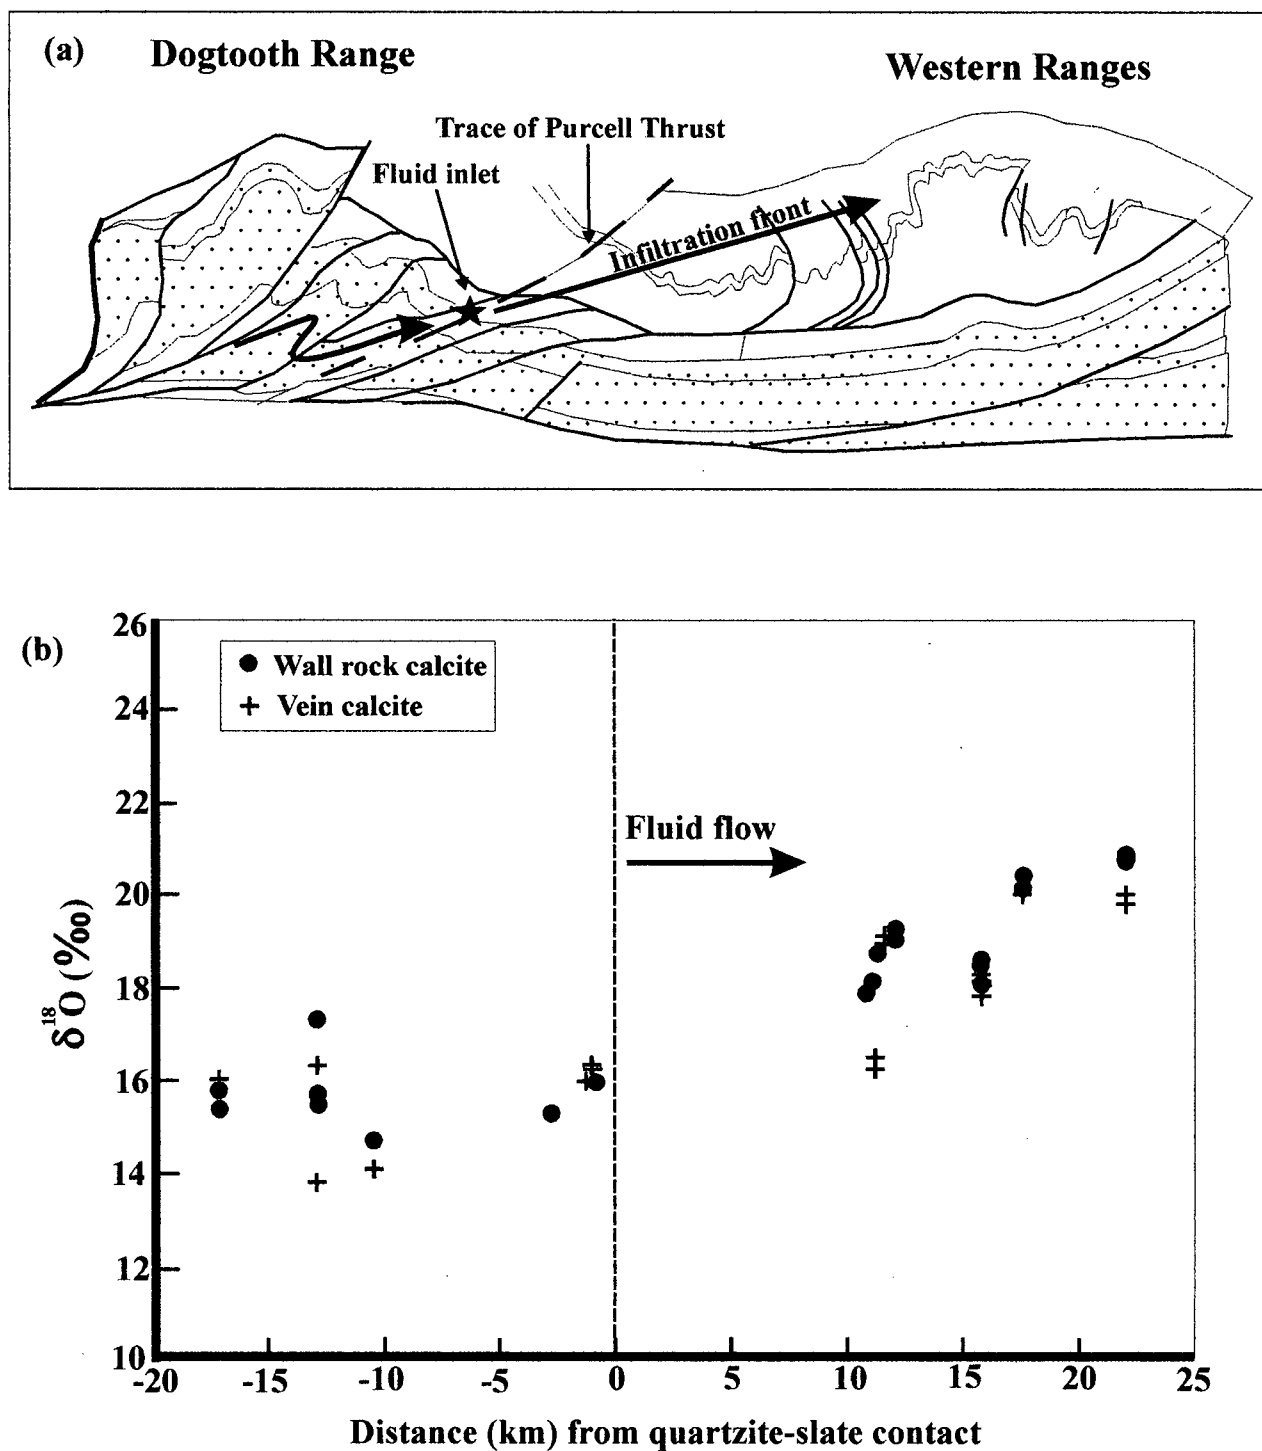 (a) Dogtooth Range
Western Ranges
Trace of Purcell Thrust
Fluid inlet
Infiltration front
(b)
Wall rock calcite
+ Vein calcite
Fluid flow
δ¹⁸O (‰)
26
24
22
20
18
16
14
12
10
-20 -15 -10 -5 0 5 10 15 20 25
Distance (km) from quartzite-slate contact